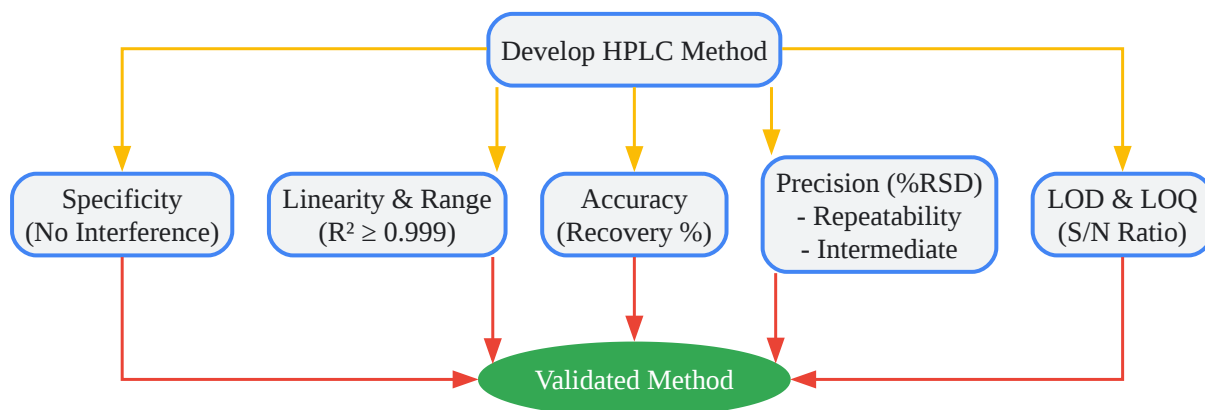 Develop HPLC Method
Specificity
(No Interference)
Linearity & Range
(R² ≥ 0.999)
Accuracy
(Recovery %)
Precision (%RSD)
- Repeatability
- Intermediate
LOD & LOQ
(S/N Ratio)
Validated Method